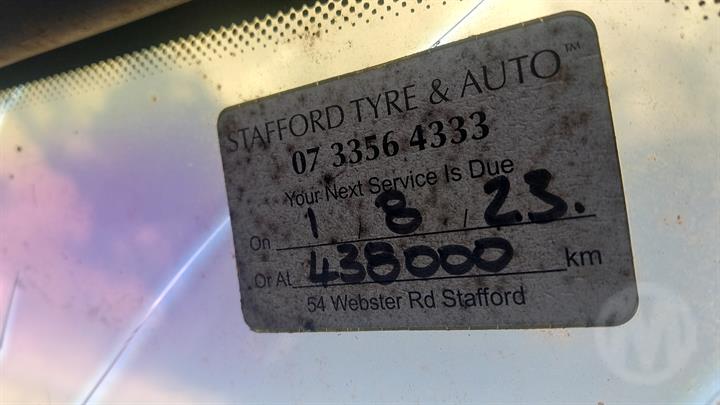 STAFFORD TYRE & AUTO™
07 3356 4333
Your Next Service Is Due
On 1 / 8 / 23.
Or At 438000 km
54 Webster Rd Stafford
M